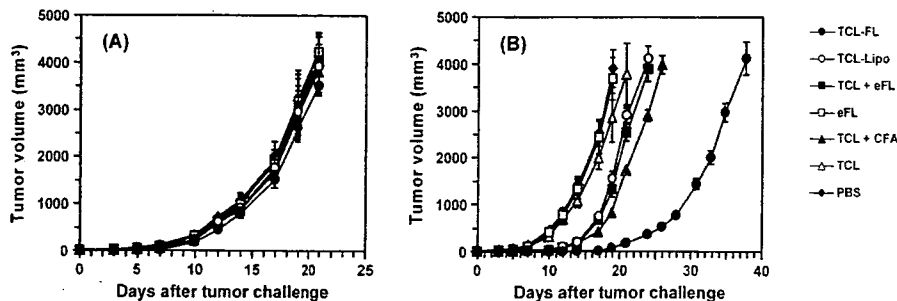 (A)
Tumor volume (mm³)
5000
4000
3000
2000
1000
0
0 5 10 15 20 25
Days after tumor challenge
(B)
Tumor volume (mm³)
5000
4000
3000
2000
1000
0
0 10 20 30 40
Days after tumor challenge
TCL-FL
TCL-Lipo
TCL + eFL
eFL
TCL + CFA
TCL
PBS